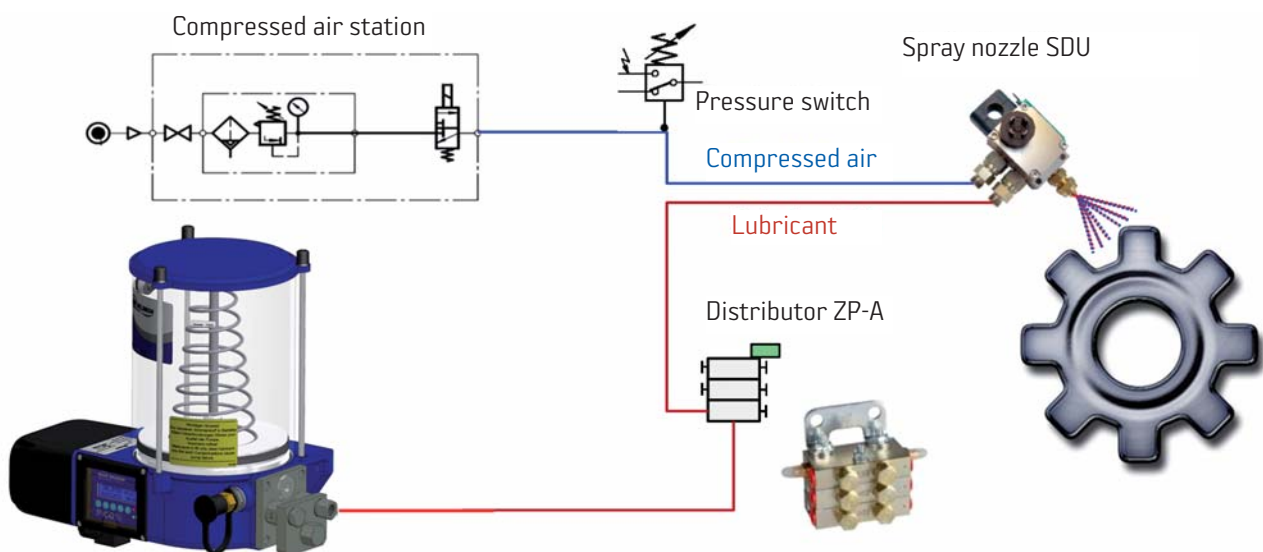 Compressed air station
Spray nozzle SDU
Pressure switch
Compressed air
Lubricant
Distributor ZP-A